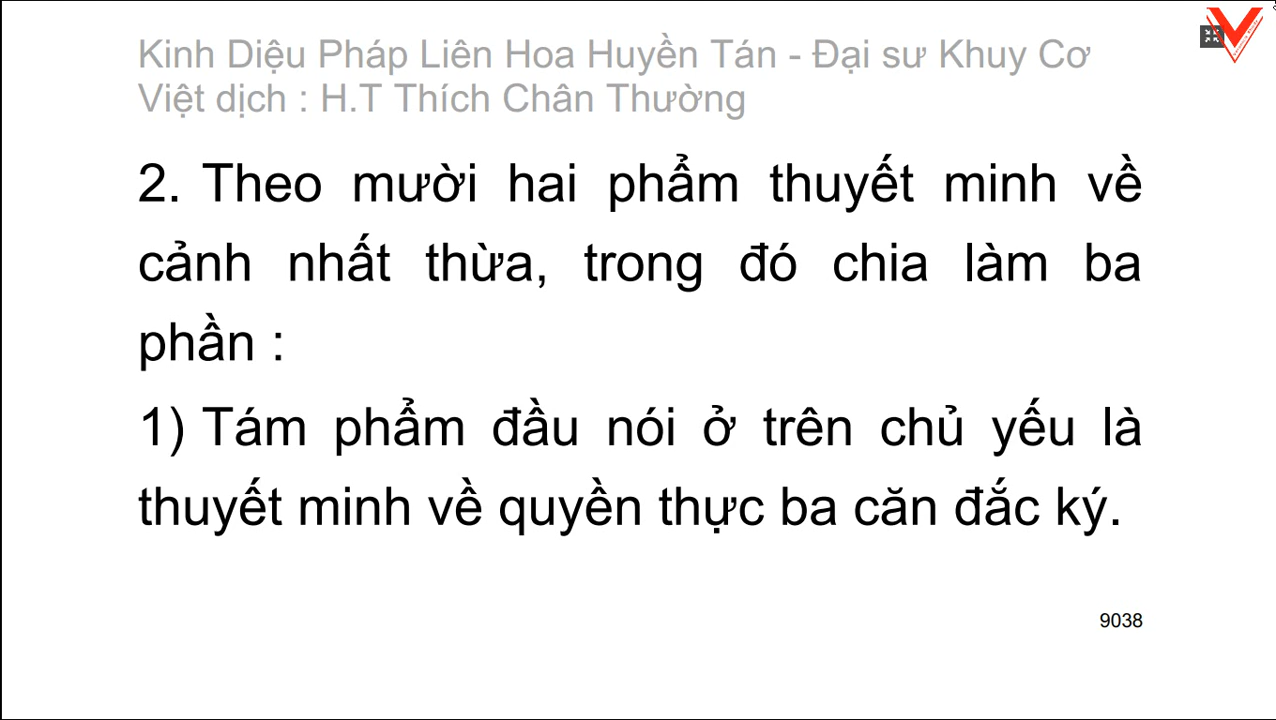 Kinh Diệu Pháp Liên Hoa Huyền Tán - Đại sư Khuy Cơ
Việt dịch : H.T Thích Chân Thường
2. Theo mười hai phẩm thuyết minh về
cảnh nhất thừa, trong đó chia làm ba
phần :
1) Tám phẩm đầu nói ở trên chủ yếu là
thuyết minh về quyền thực ba căn đắc ký.
9038